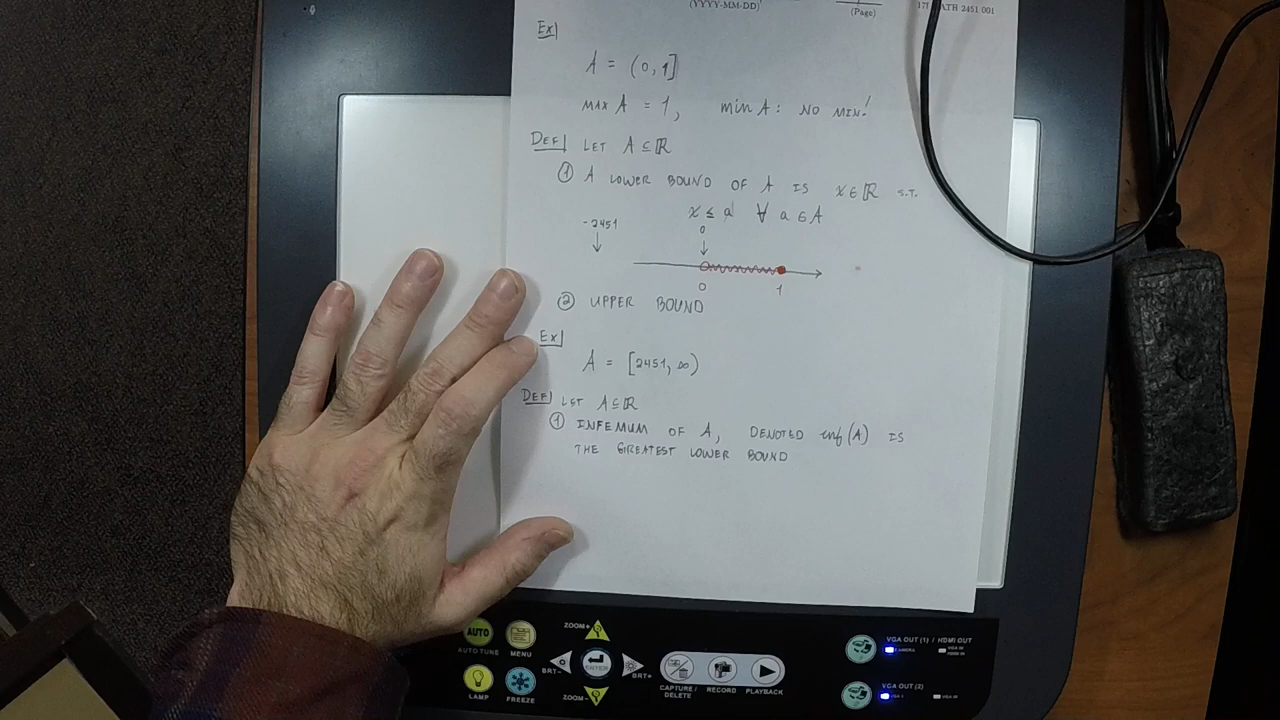 (YYYY-MM-DD)
(Page)
MATH 2451 001
Ex
A = (0, 1]
MAX A = 1, min A: NO MIN!
DEF LET A ⊆ ℝ
① A LOWER BOUND OF A IS x ∈ ℝ S.T.
x ≤ a ∀ a ∈ A
-2451
0
0 1
② UPPER BOUND
Ex
A = [2451, ∞)
DEF LET A ⊆ ℝ
① INFEMUM OF A, DENOTED inf(A) IS
THE GREATEST LOWER BOUND
AUTO
AUTO TUNE
MENU
ZOOM+
BRT-
ENTER
BRT+
ZOOM-
LAMP
FREEZE
CAPTURE / DELETE
RECORD
PLAYBACK
VGA OUT (1) / HDMI OUT
VGA OUT (2)